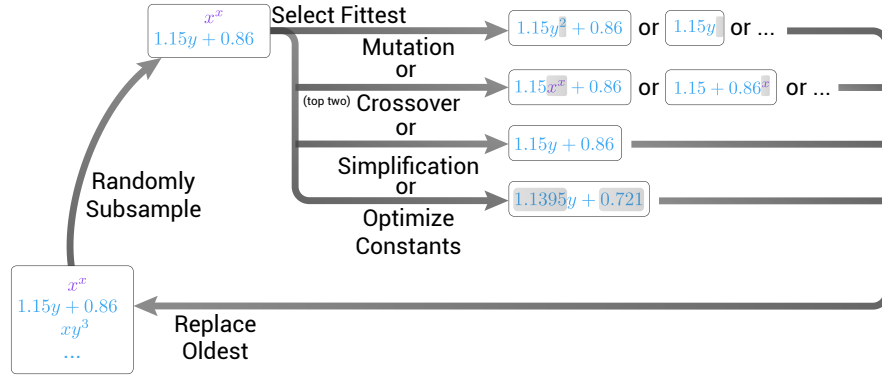 x^x
1.15y + 0.86
Select Fittest
Mutation
or
(top two) Crossover
or
Simplification
or
Optimize
Constants
1.15y^2 + 0.86 or 1.15y or ...
1.15x^x + 0.86 or 1.15 + 0.86^x or ...
1.15y + 0.86
1.1395y + 0.721
Randomly
Subsample
x^x
1.15y + 0.86
xy^3
...
Replace
Oldest